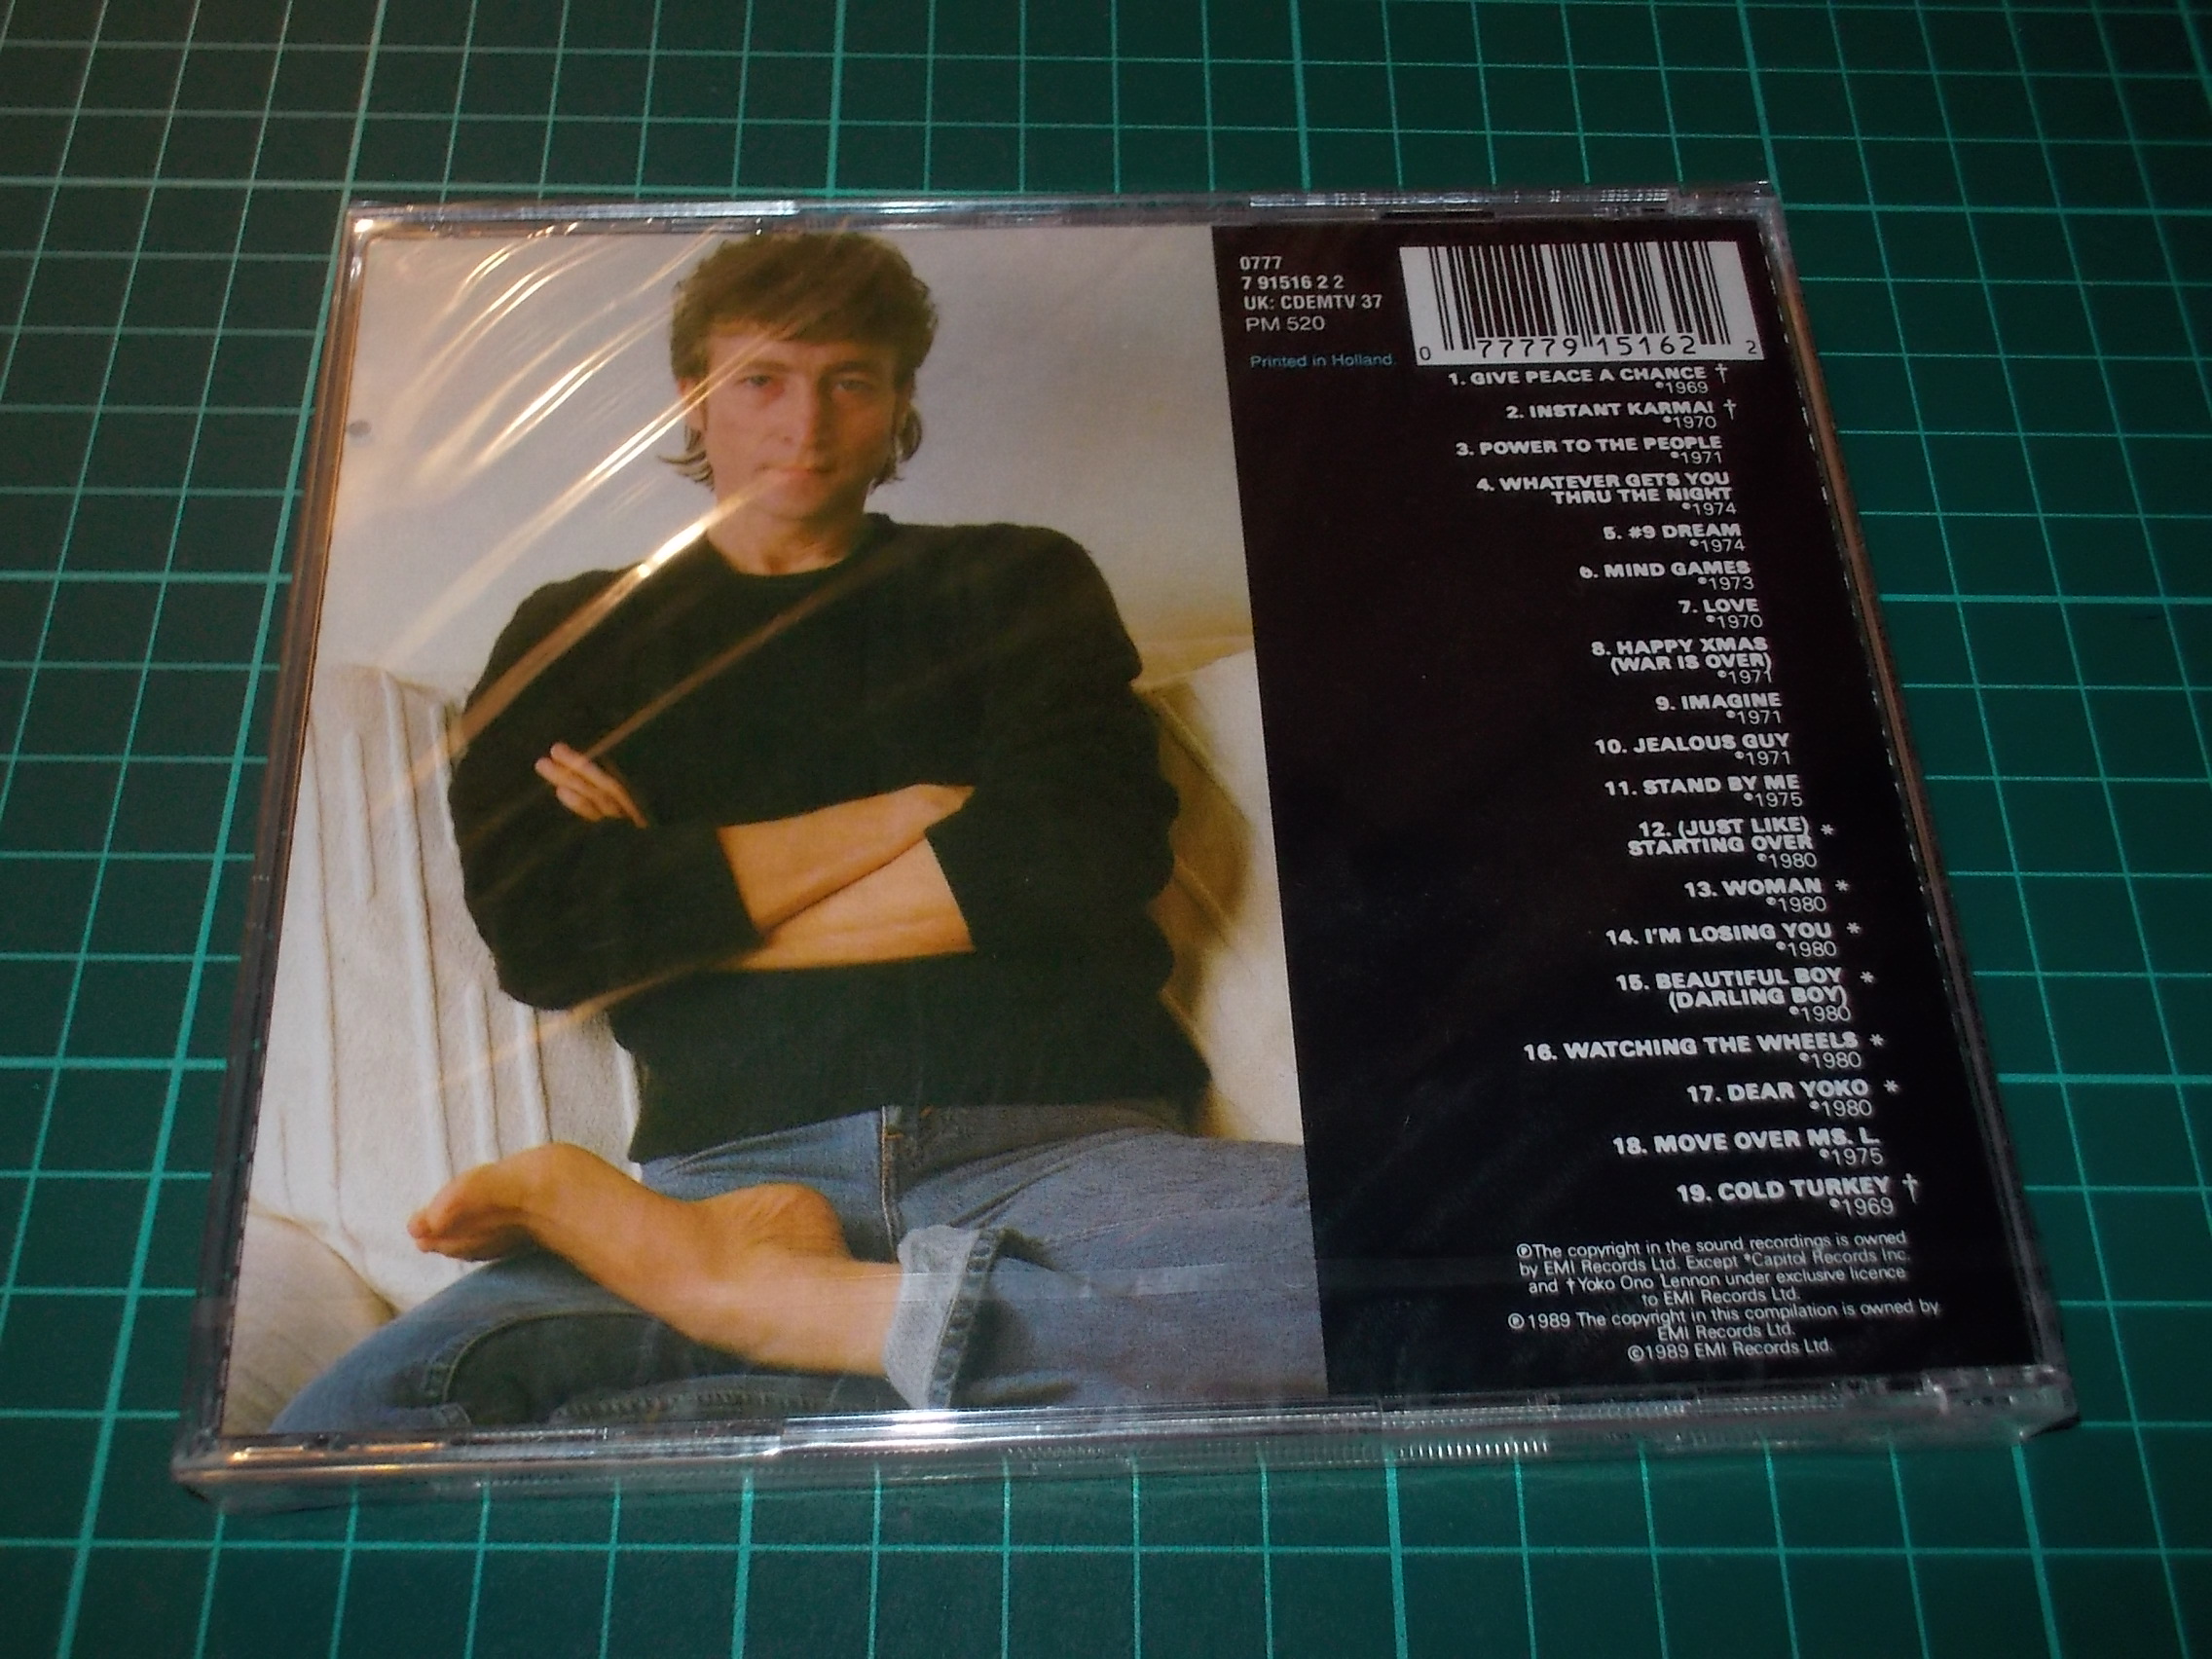 0777
7 91516 2 2
UK: CDEMTV 37
PM 520
Printed in Holland
0 77779 15162 2
1. GIVE PEACE A CHANCE †
℗1969
2. INSTANT KARMA! †
℗1970
3. POWER TO THE PEOPLE
℗1971
4. WHATEVER GETS YOU
THRU THE NIGHT
℗1974
5. #9 DREAM
℗1974
6. MIND GAMES
℗1973
7. LOVE
℗1970
8. HAPPY XMAS
(WAR IS OVER)
℗1971
9. IMAGINE
℗1971
10. JEALOUS GUY
℗1971
11. STAND BY ME
℗1975
12. (JUST LIKE) *
STARTING OVER
℗1980
13. WOMAN *
℗1980
14. I'M LOSING YOU *
℗1980
15. BEAUTIFUL BOY *
(DARLING BOY)
℗1980
16. WATCHING THE WHEELS *
℗1980
17. DEAR YOKO *
℗1980
18. MOVE OVER MS. L.
℗1975
19. COLD TURKEY †
℗1969
℗The copyright in the sound recordings is owned
by EMI Records Ltd. Except *Capitol Records Inc.
and †Yoko Ono Lennon under exclusive licence
to EMI Records Ltd.
℗1989 The copyright in this compilation is owned by
EMI Records Ltd.
©1989 EMI Records Ltd.